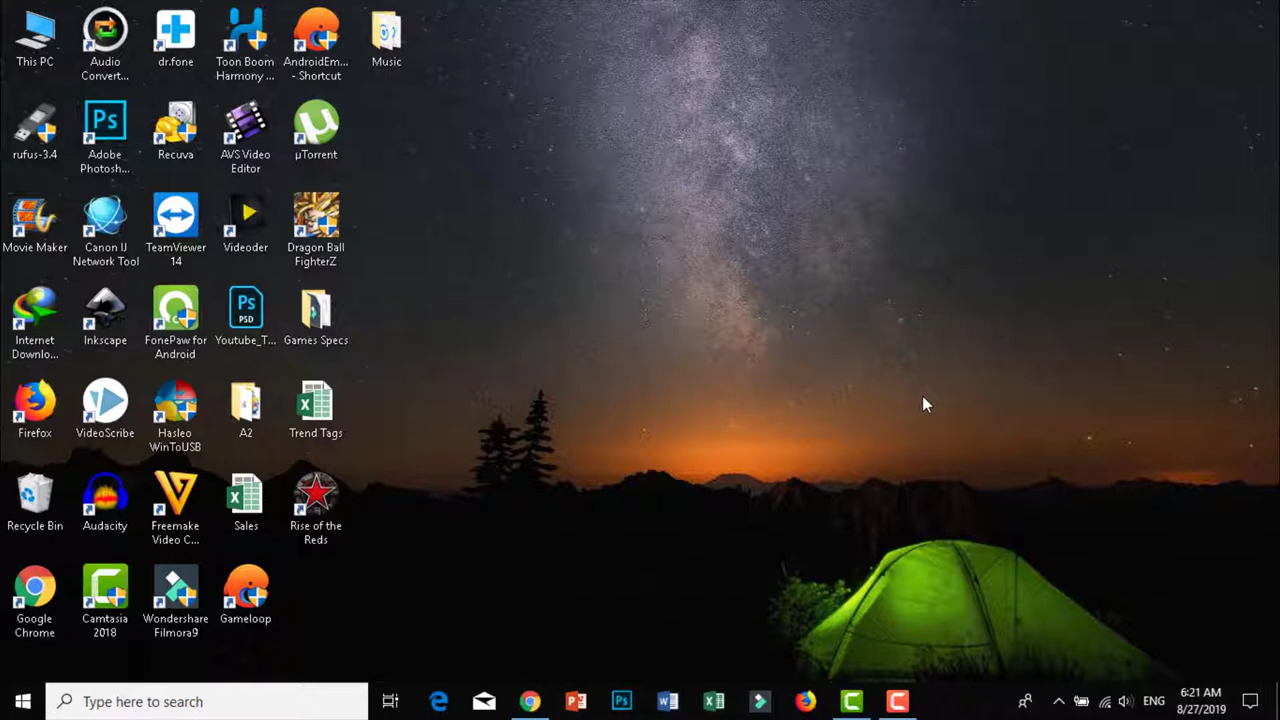 This PC
Audio
Convert...
dr.fone
Toon Boom
Harmony ...
AndroidEm...
- Shortcut
Music
rufus-3.4
Ps
Adobe
Photosh...
Recuva
AVS Video
Editor
µ
µTorrent
Movie Maker
Canon IJ
Network Tool
TeamViewer
14
Videoder
Dragon Ball
FighterZ
Internet
Downlo...
Inkscape
FonePaw for
Android
Ps
PSD
Youtube_T...
Games Specs
Firefox
VideoScribe
Hasleo
WinToUSB
A2
Trend Tags
Recycle Bin
Audacity
Freemake
Video C...
Sales
Rise of the
Reds
Google
Chrome
Camtasia
2018
Wondershare
Filmora9
Gameloop
Type here to search
Ps
ENG
6:21 AM
8/27/2019